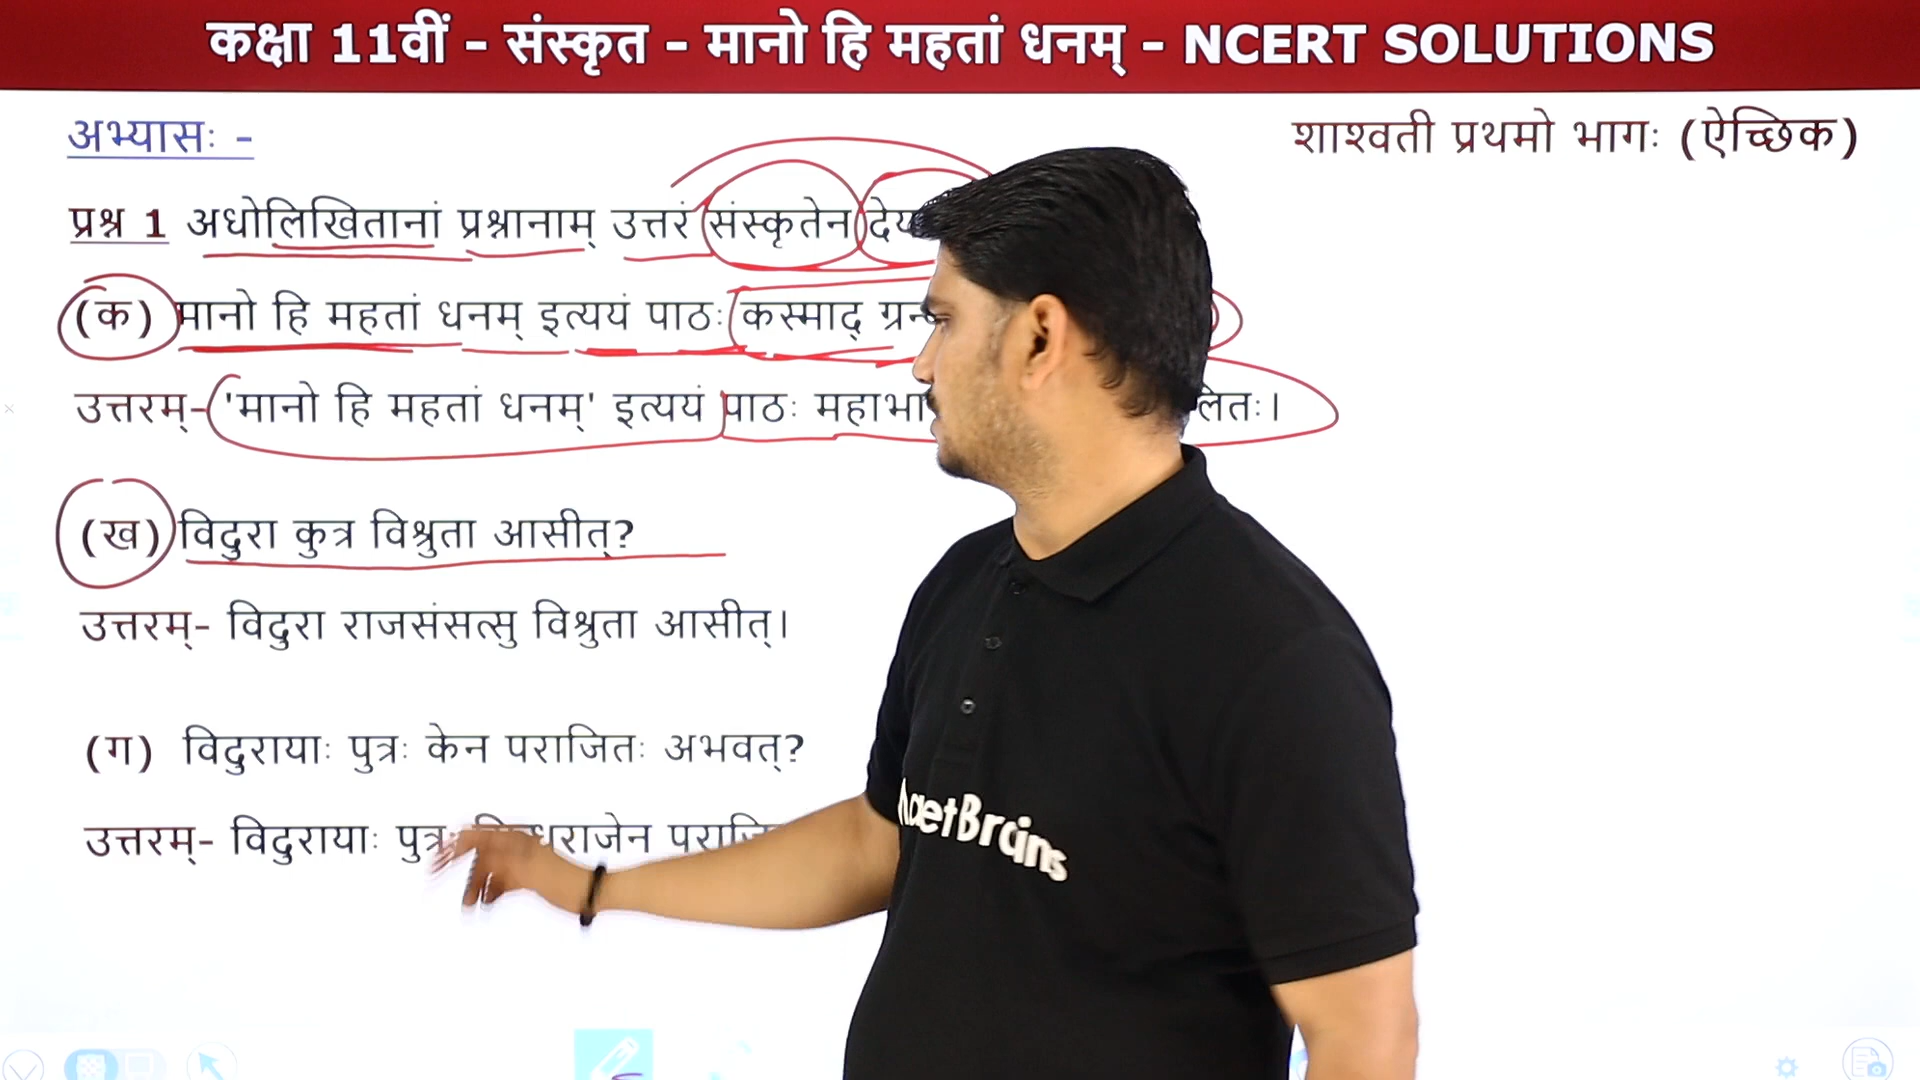 कक्षा 11वीं - संस्कृत - मानो हि महतां धनम् - NCERT SOLUTIONS
अभ्यासः -
शाश्वती प्रथमो भागः (ऐच्छिक)
प्रश्न 1 अधोलिखितानां प्रश्नानाम् उत्तरं संस्कृतेन
(क) मानो हि महतां धनम् इत्ययं पाठः कस्माद्
उत्तरम्- 'मानो हि महतां धनम्' इत्ययं पाठः
(ख) विदुरा कुत्र विश्रुता आसीत्?
उत्तरम्- विदुरा राजसंसत्सु विश्रुता आसीत्।
(ग) विदुरायाः पुत्रः केन पराजितः अभवत्?
उत्तरम्- विदुरायाः पुत्रः